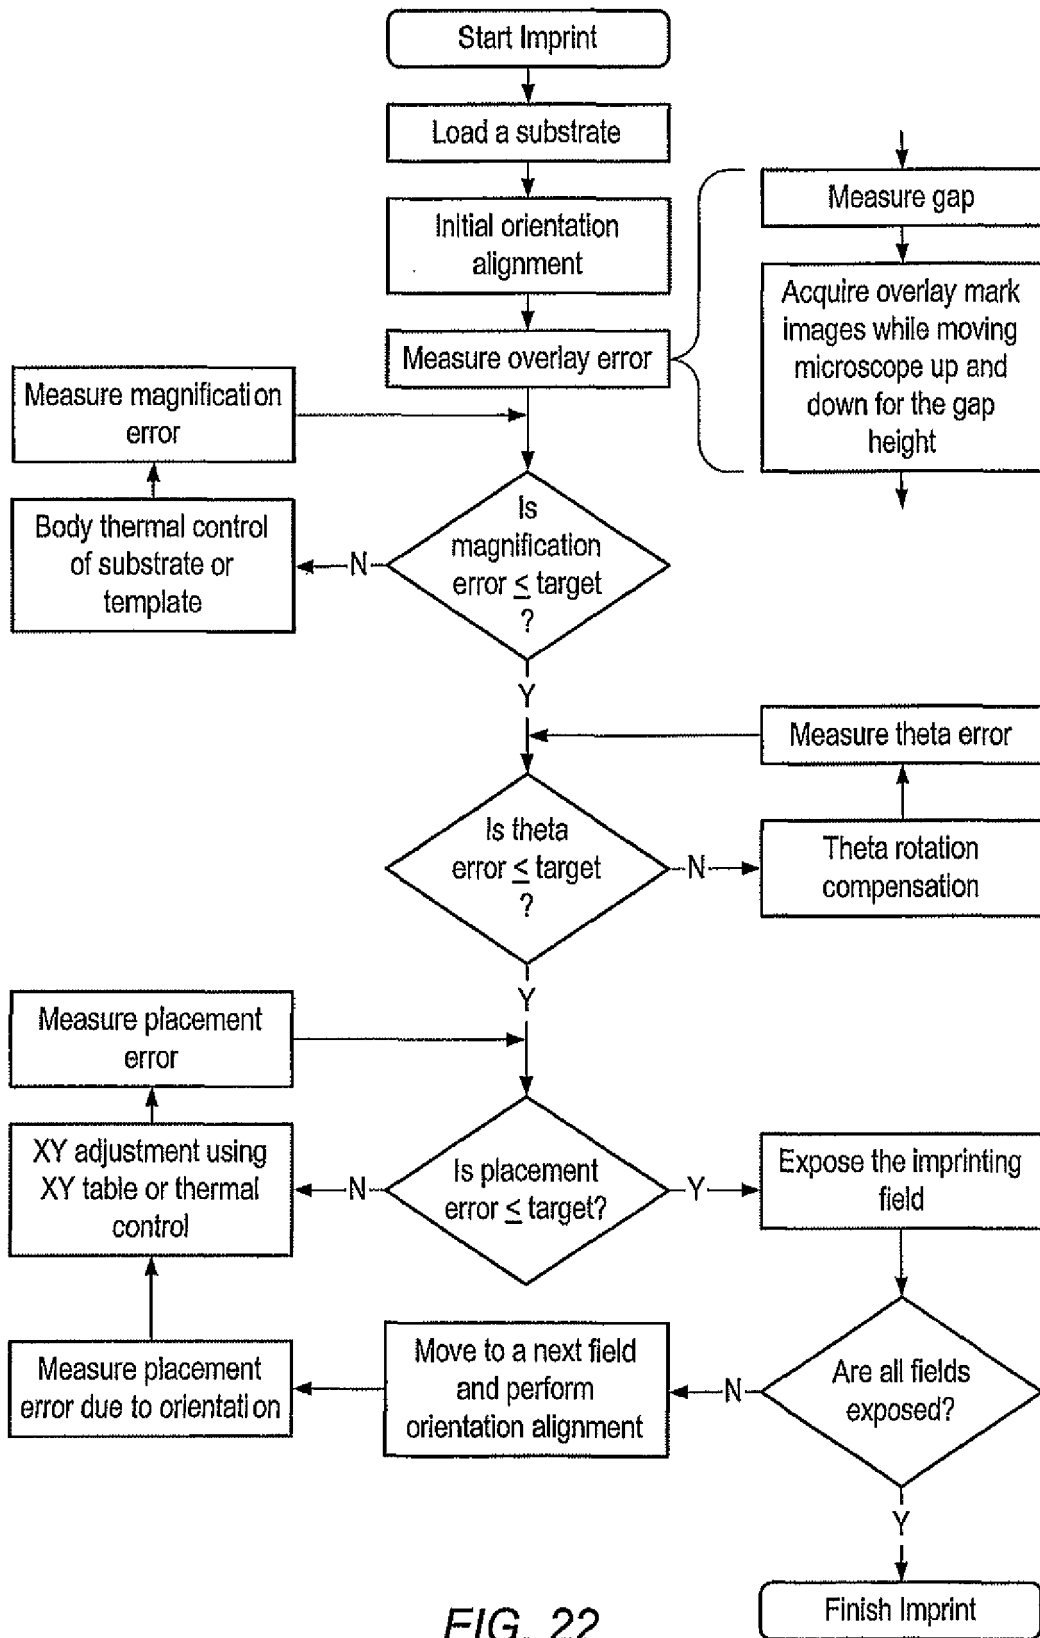 Start Imprint
Load a substrate
Initial orientation
alignment
Measure overlay error
Measure gap
Acquire overlay mark
images while moving
microscope up and
down for the gap
height
Measure magnification
error
Body thermal control
of substrate or
template
N
Is
magnification
error ≤ target
?
Y
Measure theta error
Is theta
error ≤ target
?
N
Theta rotation
compensation
Y
Measure placement
error
XY adjustment using
XY table or thermal
control
N
Is placement
error ≤ target?
Y
Expose the imprinting
field
Measure placement
error due to orientation
Move to a next field
and perform
orientation alignment
N
Are all fields
exposed?
Y
Finish Imprint
FIG. 22